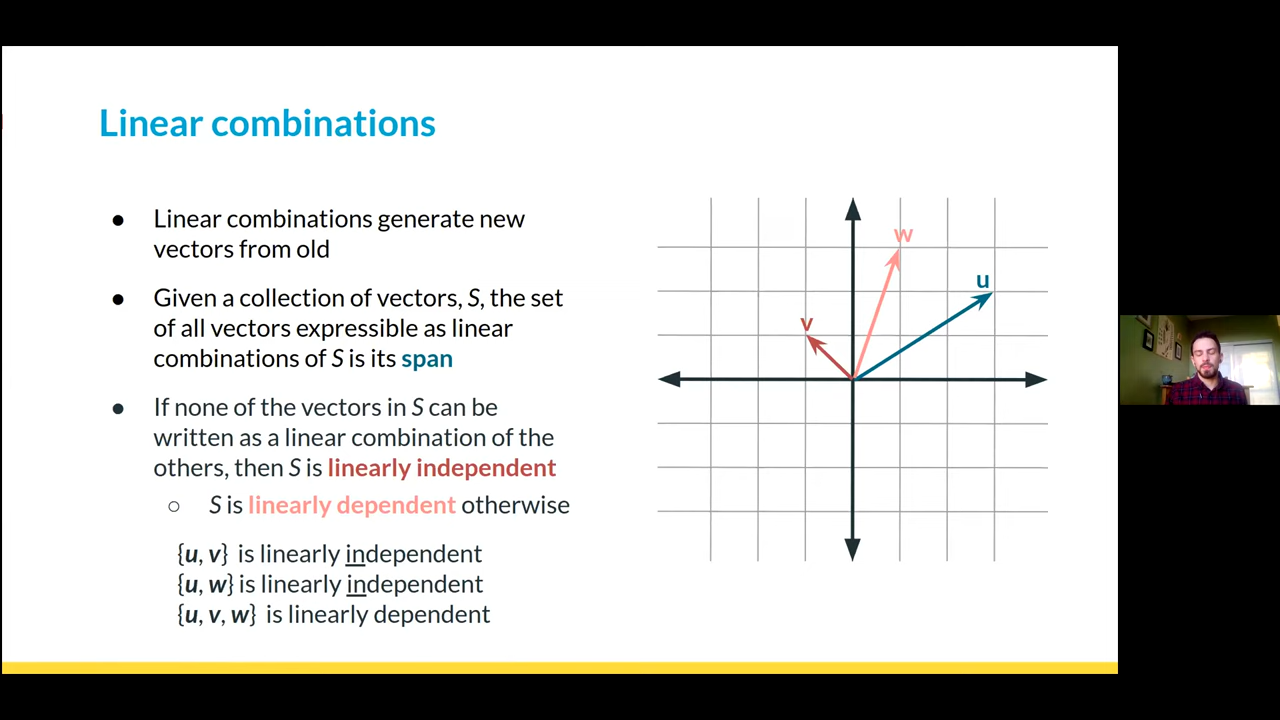 Linear combinations
● Linear combinations generate new
vectors from old
● Given a collection of vectors, S, the set
of all vectors expressible as linear
combinations of S is its span
● If none of the vectors in S can be
written as a linear combination of the
others, then S is linearly independent
○ S is linearly dependent otherwise
{u, v} is linearly independent
{u, w} is linearly independent
{u, v, w} is linearly dependent
w
u
v